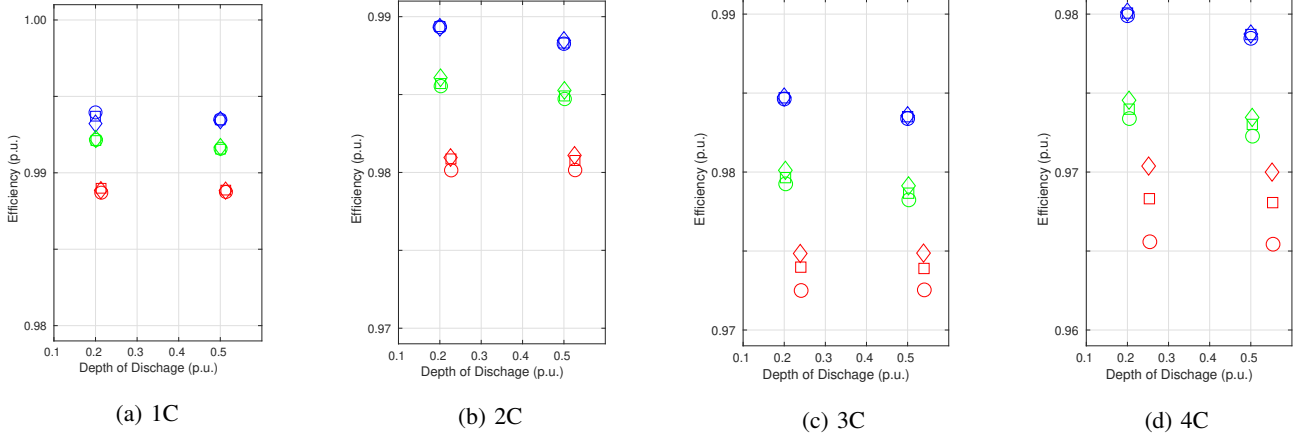 1.00
0.99
0.98
Efficiency (p.u.)
0.1 0.2 0.3 0.4 0.5
Depth of Dischage (p.u.)
(a) 1C
0.99
0.98
0.97
Efficiency (p.u.)
0.1 0.2 0.3 0.4 0.5
Depth of Dischage (p.u.)
(b) 2C
0.99
0.98
0.97
Efficiency (p.u.)
0.1 0.2 0.3 0.4 0.5
Depth of Dischage (p.u.)
(c) 3C
0.98
0.97
0.96
Efficiency (p.u.)
0.1 0.2 0.3 0.4 0.5
Depth of Dischage (p.u.)
(d) 4C